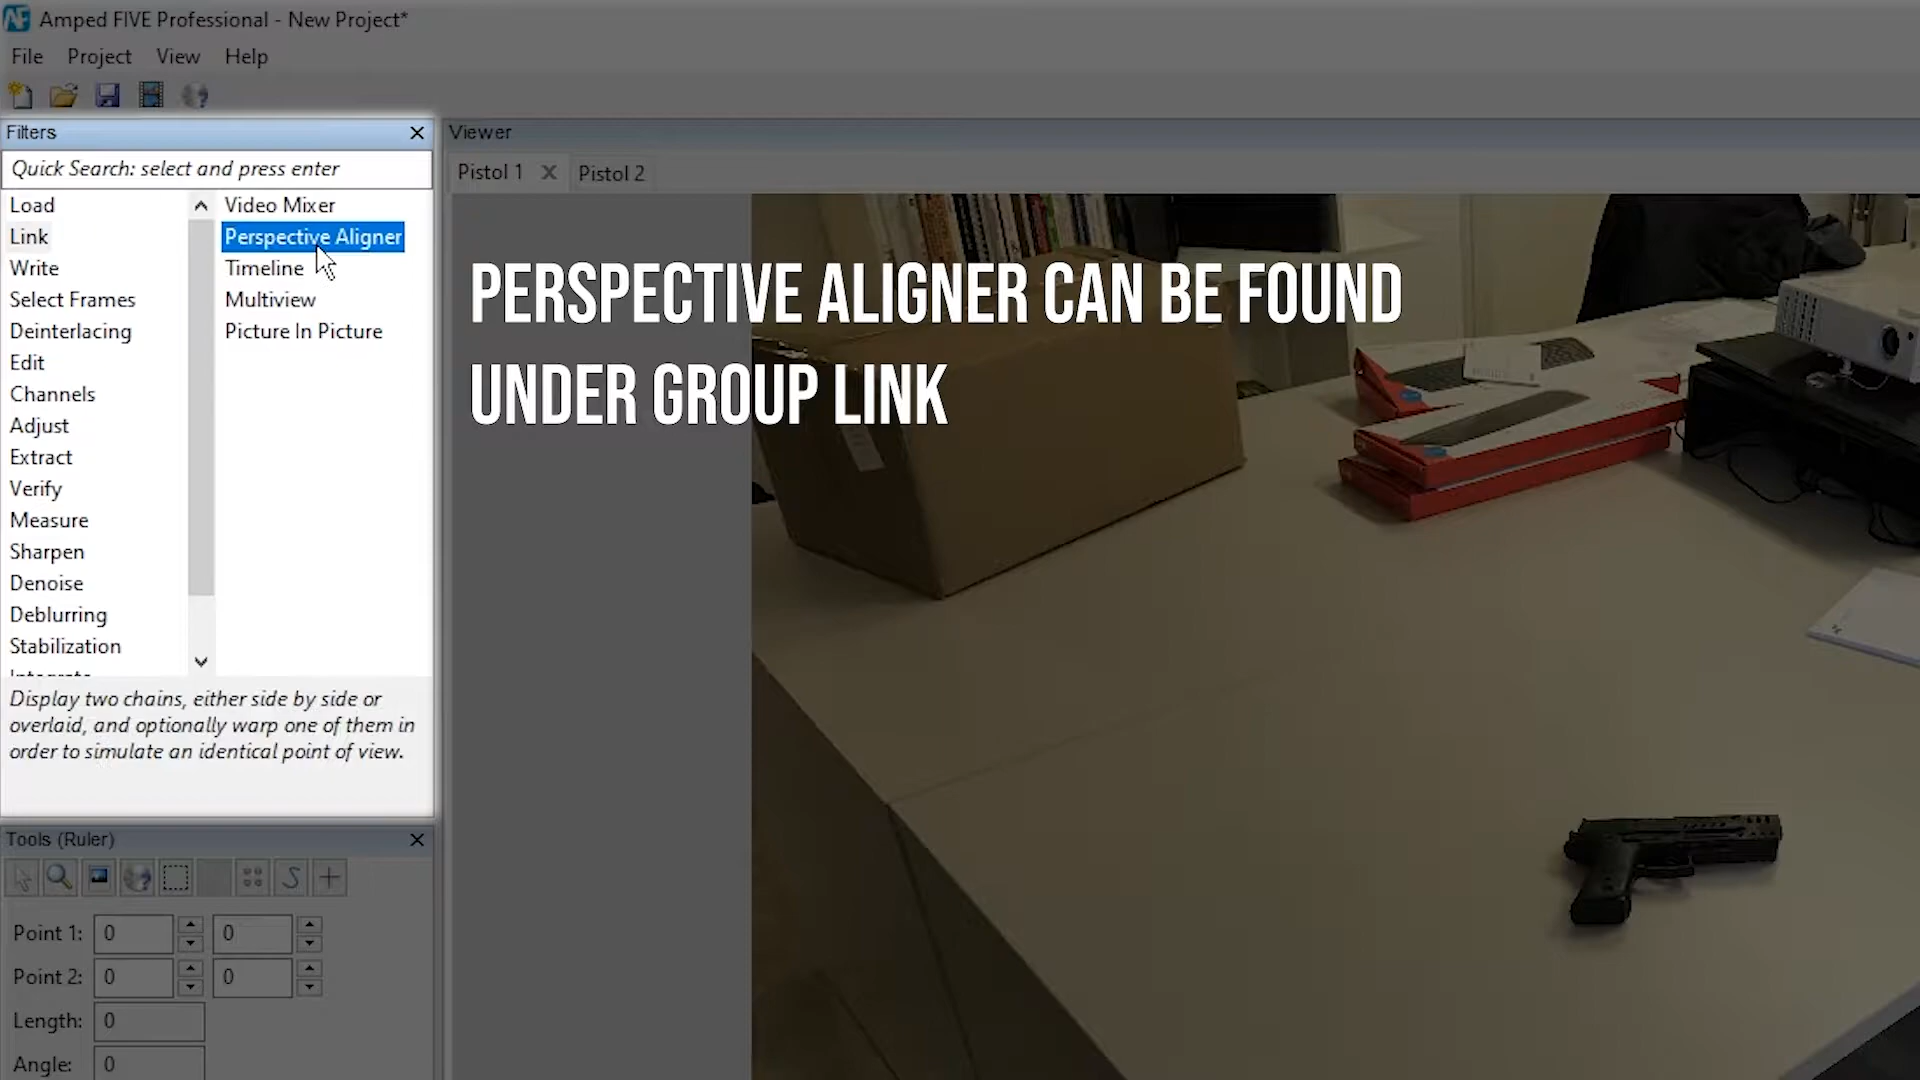 Amped FIVE Professional - New Project*
File Project View Help
Filters
Quick Search: select and press enter
Load
Link
Write
Select Frames
Deinterlacing
Edit
Channels
Adjust
Extract
Verify
Measure
Sharpen
Denoise
Deblurring
Stabilization
Video Mixer
Perspective Aligner
Timeline
Multiview
Picture In Picture
Display two chains, either side by side or
overlaid, and optionally warp one of them in
order to simulate an identical point of view.
Tools (Ruler)
Point 1: 0 0
Point 2: 0 0
Length: 0
Angle: 0
Viewer
Pistol 1 Pistol 2
PERSPECTIVE ALIGNER CAN BE FOUND
UNDER GROUP LINK